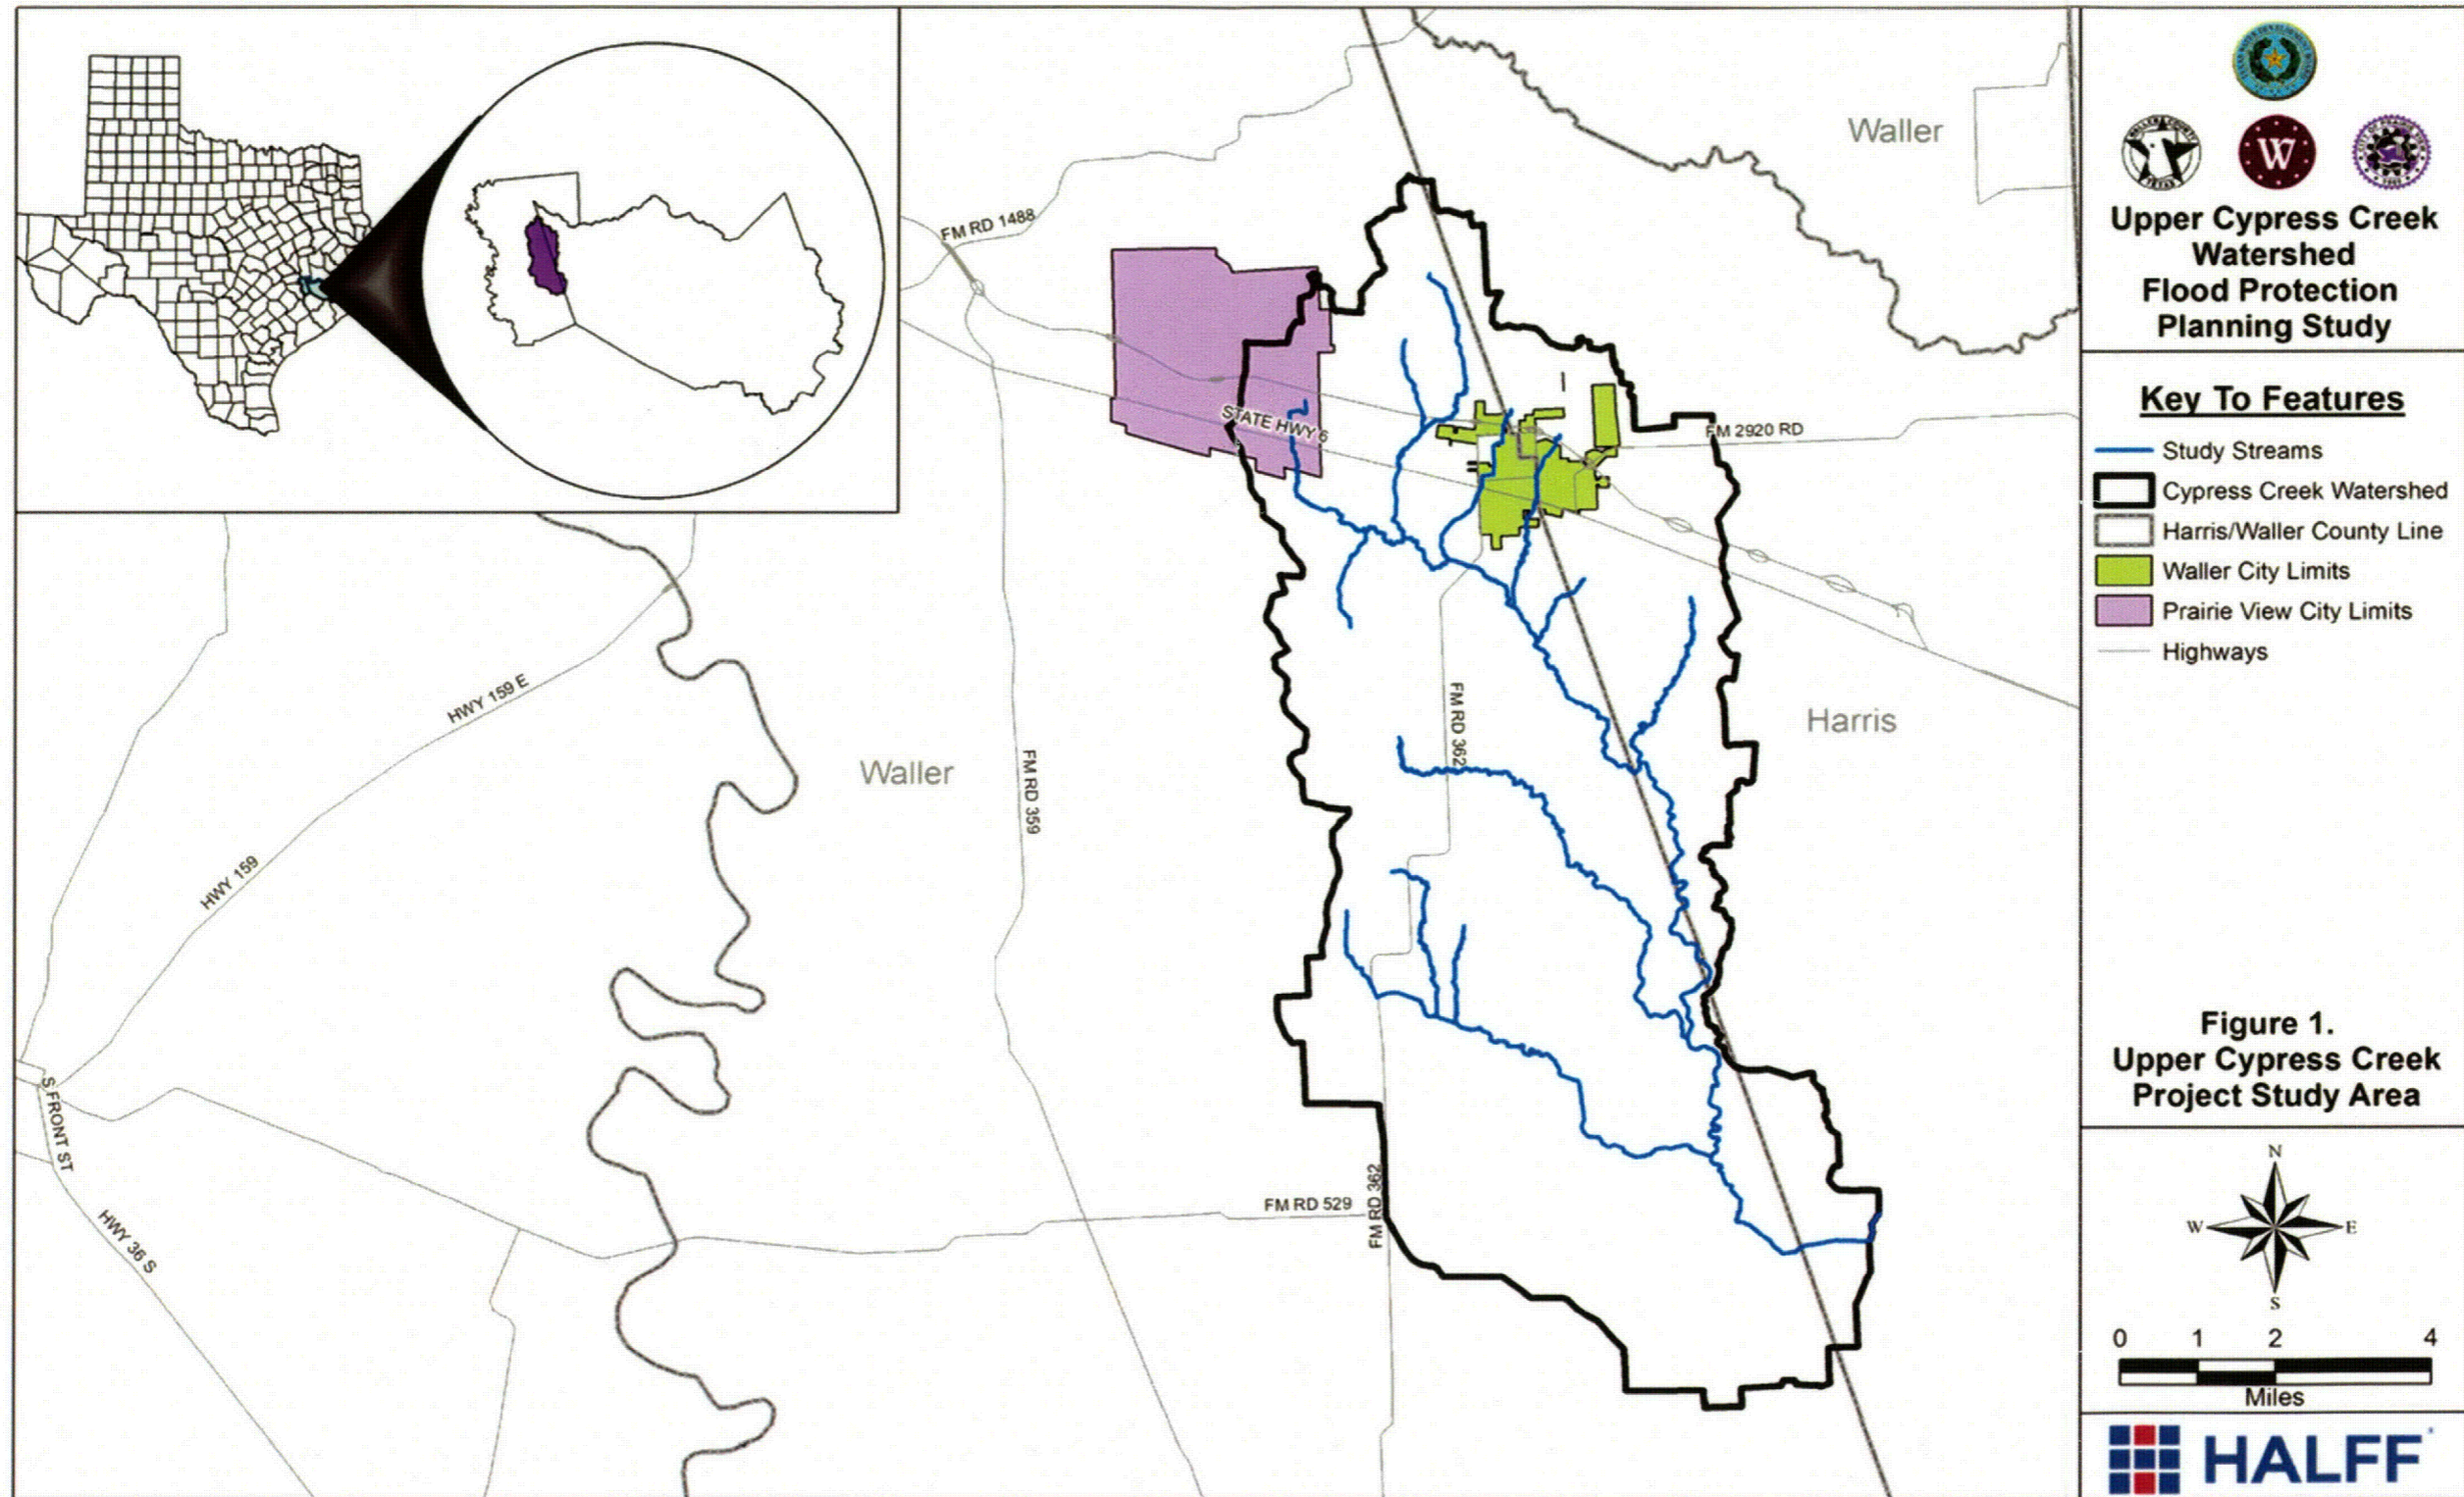 Waller
FM RD 1488
STATE HWY 6
FM 2920 RD
HWY 159 E
FM RD 362
Harris
Waller
FM RD 359
HWY 159
S FRONT ST
FM RD 529
FM RD 362
HWY 36 S
W
Upper Cypress Creek
Watershed
Flood Protection
Planning Study
Key To Features
Study Streams
Cypress Creek Watershed
Harris/Waller County Line
Waller City Limits
Prairie View City Limits
Highways
Figure 1.
Upper Cypress Creek
Project Study Area
N
W
E
S
0 1 2 4
Miles
HALFF